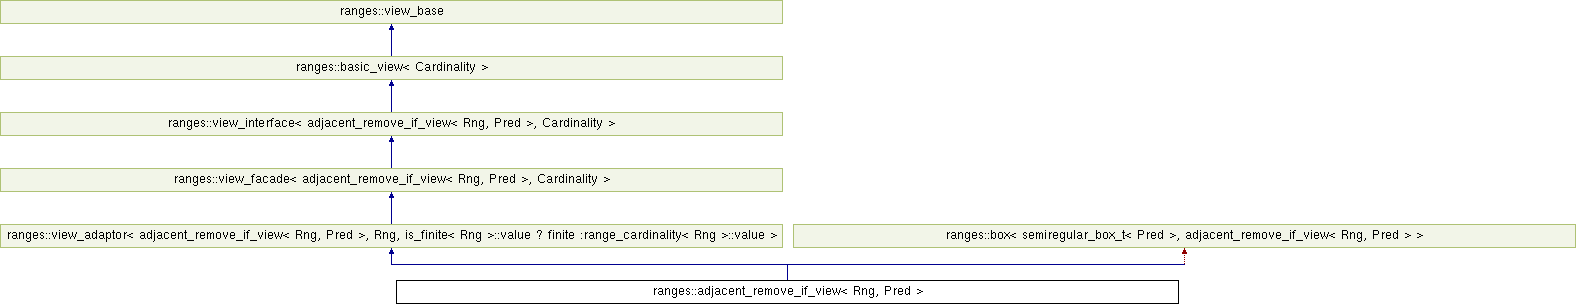 ranges::view_base
ranges::basic_view< Cardinality >
ranges::view_interface< adjacent_remove_if_view< Rng, Pred >, Cardinality >
ranges::view_facade< adjacent_remove_if_view< Rng, Pred >, Cardinality >
ranges::view_adaptor< adjacent_remove_if_view< Rng, Pred >, Rng, is_finite< Rng >::value ? finite :range_cardinality< Rng >::value >
ranges::box< semiregular_box_t< Pred >, adjacent_remove_if_view< Rng, Pred > >
ranges::adjacent_remove_if_view< Rng, Pred >